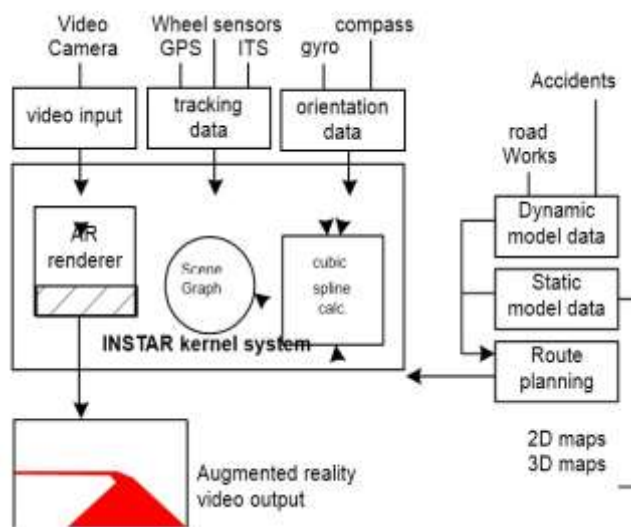 Video
Camera
Wheel sensors
GPS
ITS
compass
gyro
video input
tracking
data
orientation
data
Accidents
road
Works
AR
renderer
Scene
Graph
cubic
spline
calc.
INSTAR kernel system
Dynamic
model data
Static
model data
Route
planning
2D maps
3D maps
Augmented reality
video output